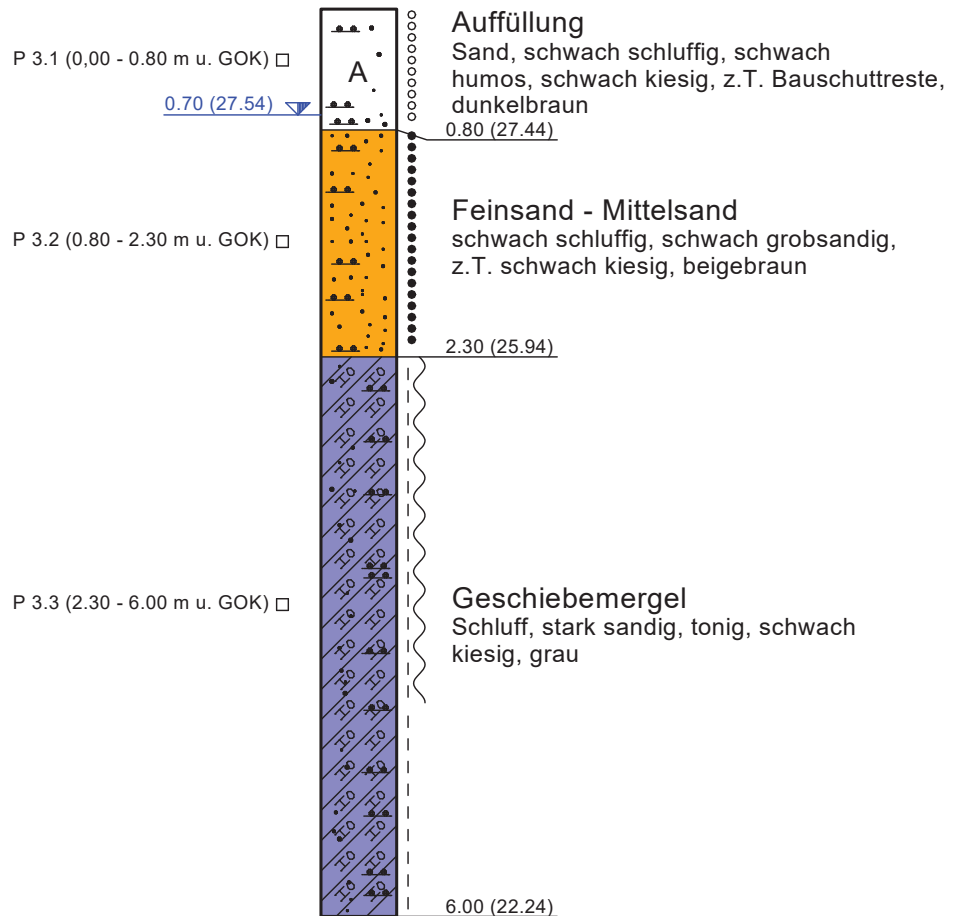 Auffüllung
Sand, schwach schluffig, schwach
humos, schwach kiesig, z.T. Bauschuttreste,
dunkelbraun
P 3.1 (0,00 - 0.80 m u. GOK)
A
0.70 (27.54)
0.80 (27.44)
Feinsand - Mittelsand
schwach schluffig, schwach grobsandig,
z.T. schwach kiesig, beigebraun
P 3.2 (0.80 - 2.30 m u. GOK)
2.30 (25.94)
Geschiebemergel
Schluff, stark sandig, tonig, schwach
kiesig, grau
P 3.3 (2.30 - 6.00 m u. GOK)
6.00 (22.24)